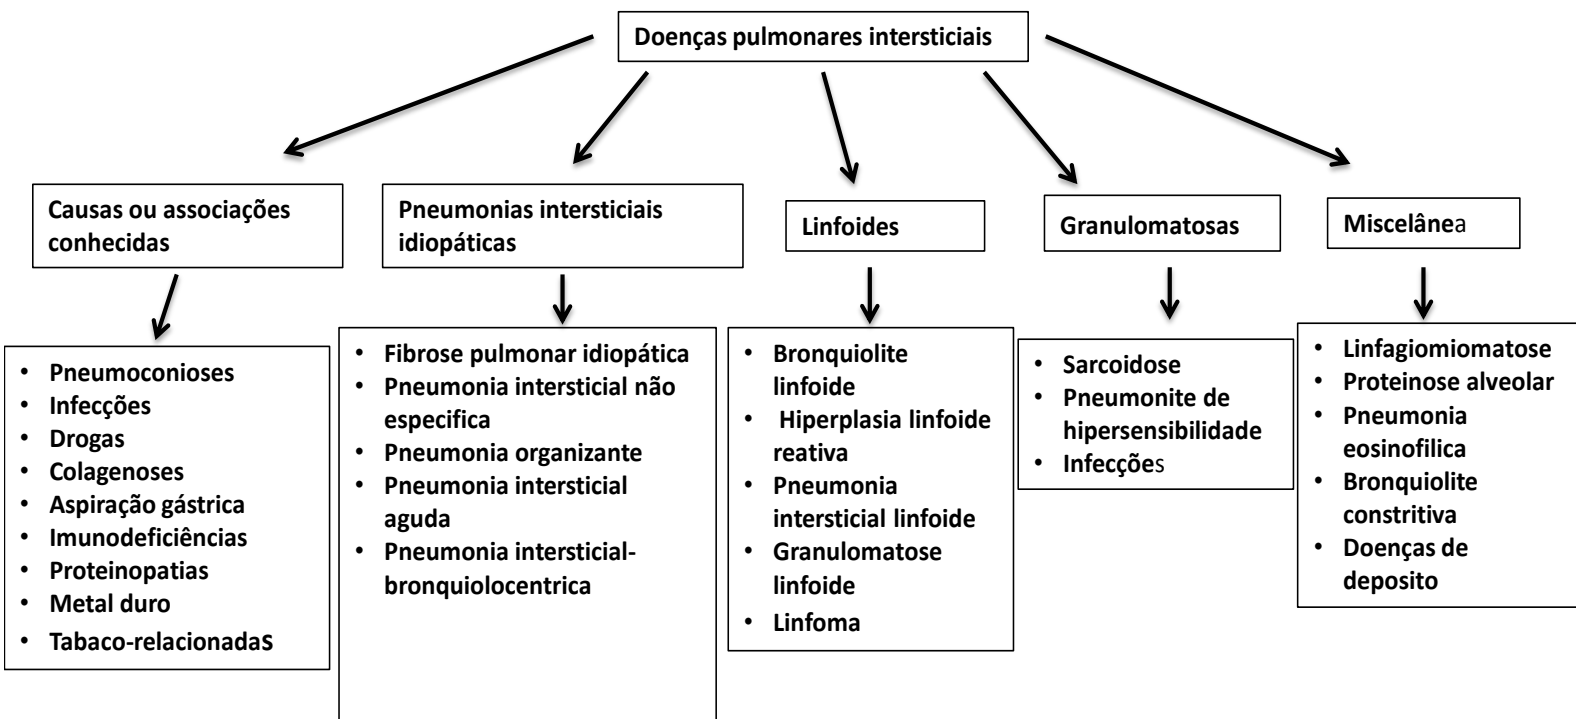 Doenças pulmonares intersticiais
Causas ou associações
conhecidas
Pneumonias intersticiais
idiopáticas
Linfoides
Granulomatosas
Miscelânea
• Pneumoconioses
• Infecções
• Drogas
• Colagenoses
• Aspiração gástrica
• Imunodeficiências
• Proteinopatias
• Metal duro
• Tabaco-relacionadas
• Fibrose pulmonar idiopática
• Pneumonia intersticial não
especifica
• Pneumonia organizante
• Pneumonia intersticial
aguda
• Pneumonia intersticial-
bronquiolocentrica
• Bronquiolite
linfoide
• Hiperplasia linfoide
reativa
• Pneumonia
intersticial linfoide
• Granulomatose
linfoide
• Linfoma
• Sarcoidose
• Pneumonite de
hipersensibilidade
• Infecções
• Linfagiomiomatose
• Proteinose alveolar
• Pneumonia
eosinofilica
• Bronquiolite
constritiva
• Doenças de
deposito